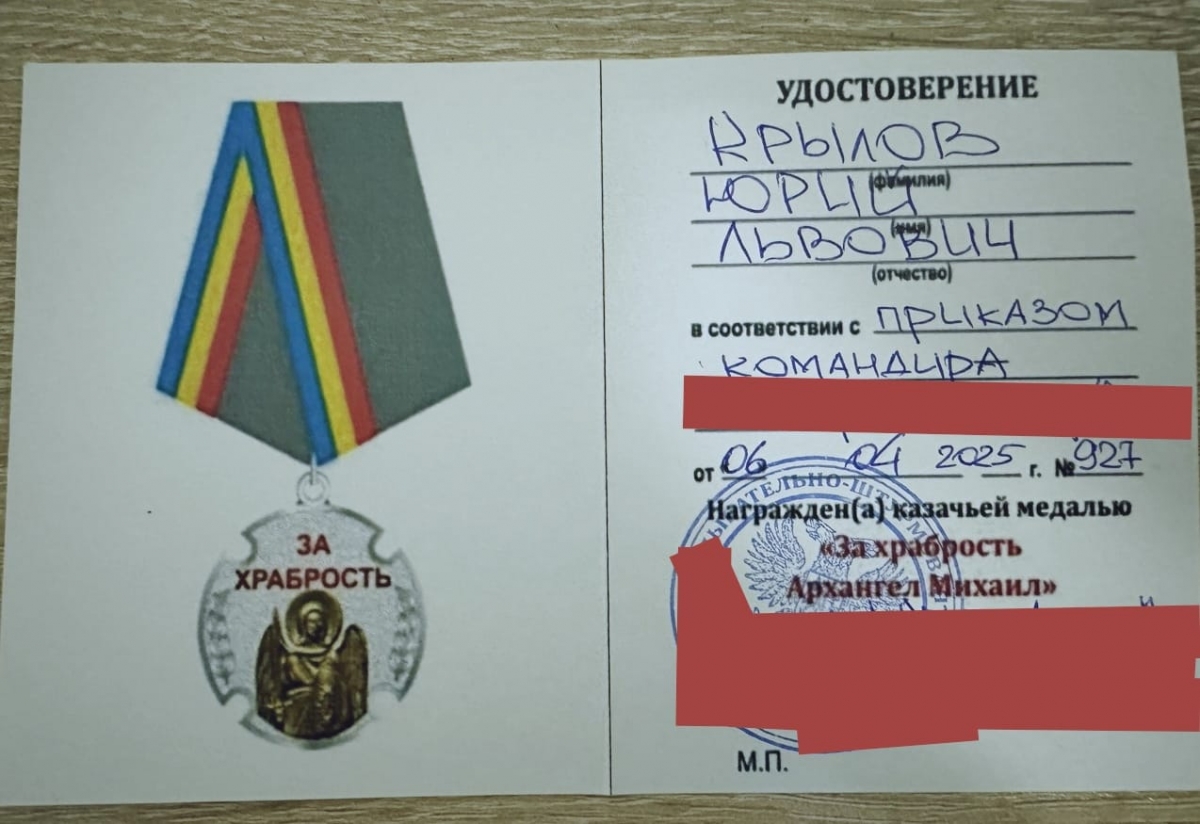 ЗА
ХРАБРОСТЬ
УДОСТОВЕРЕНИЕ
КРЫЛОВ
(фамилия)
ЮРИЙ
(имя)
ЛЬВОВИЧ
(отчество)
в соответствии с ПРИКАЗОМ
КОМАНДИРА
от 06 04 2025 г. № 927
Награжден(а) казачьей медалью
«За храбрость
Архангел Михаил»
М.П.